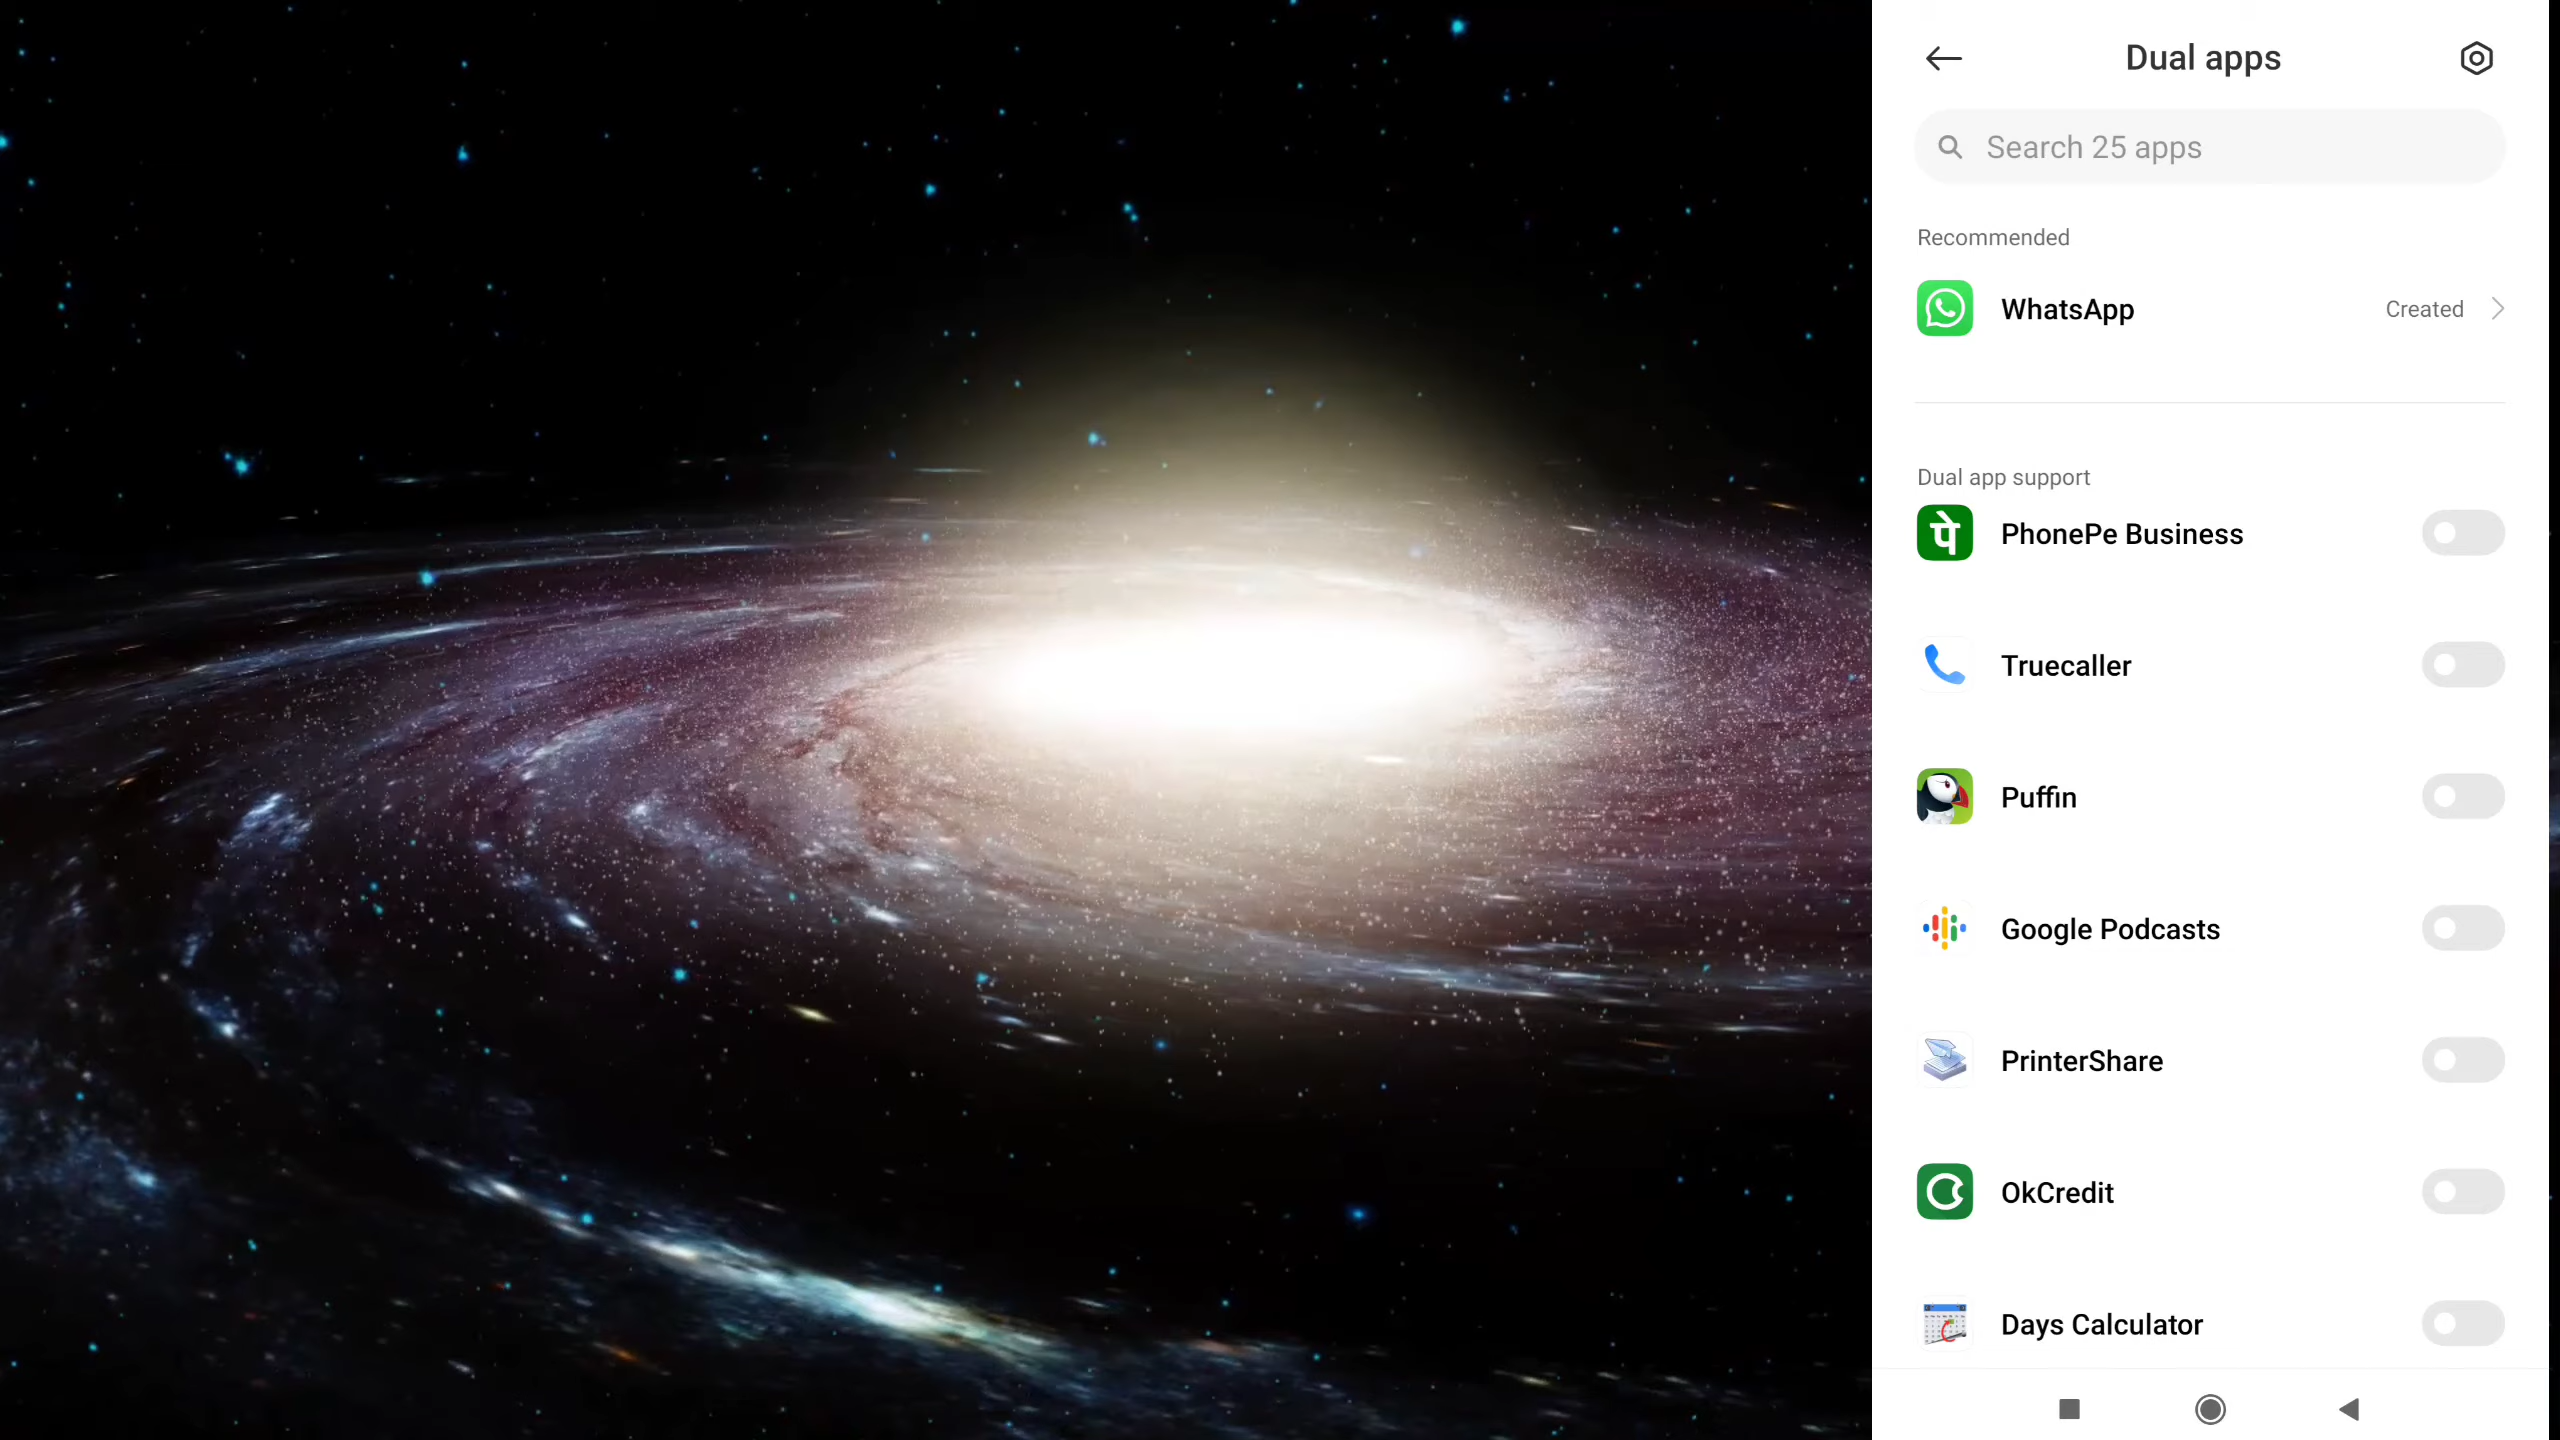 Dual apps
Search 25 apps
Recommended
WhatsApp
Created
Dual app support
पे
PhonePe Business
Truecaller
Puffin
Google Podcasts
PrinterShare
OkCredit
Days Calculator